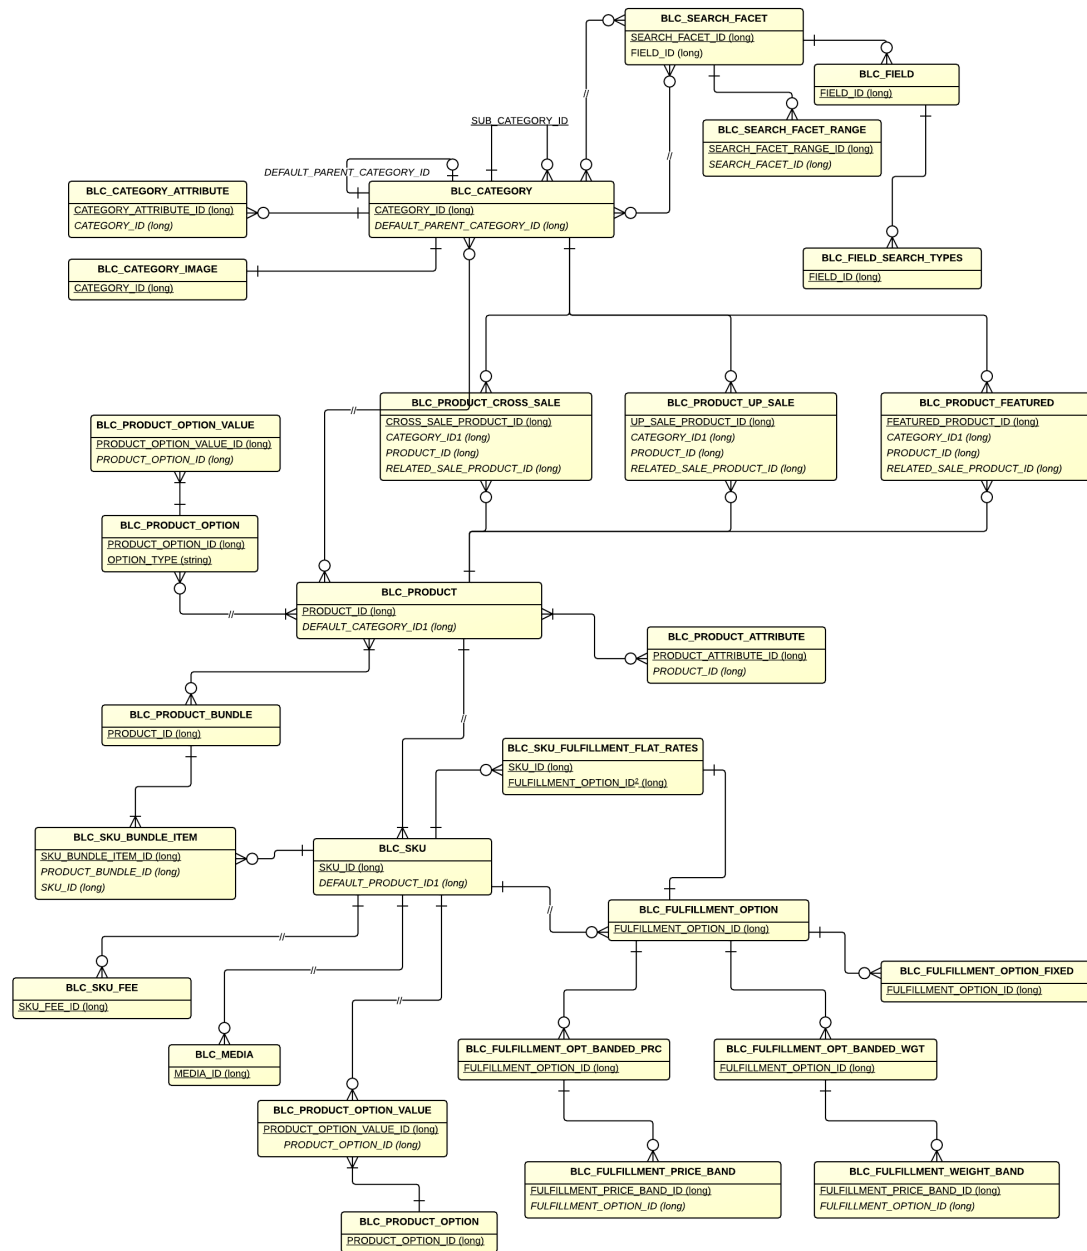 BLC_SEARCH_FACET
SEARCH_FACET_ID (long)
FIELD_ID (long)
//
BLC_FIELD
FIELD_ID (long)
BLC_SEARCH_FACET_RANGE
SEARCH_FACET_RANGE_ID (long)
SEARCH_FACET_ID (long)
//
SUB_CATEGORY_ID
DEFAULT_PARENT_CATEGORY_ID
BLC_CATEGORY_ATTRIBUTE
CATEGORY_ATTRIBUTE_ID (long)
CATEGORY_ID (long)
BLC_CATEGORY
CATEGORY_ID (long)
DEFAULT_PARENT_CATEGORY_ID (long)
BLC_CATEGORY_IMAGE
CATEGORY_ID (long)
BLC_FIELD_SEARCH_TYPES
FIELD_ID (long)
BLC_PRODUCT_CROSS_SALE
CROSS_SALE_PRODUCT_ID (long)
CATEGORY_ID1 (long)
PRODUCT_ID (long)
RELATED_SALE_PRODUCT_ID (long)
BLC_PRODUCT_UP_SALE
UP_SALE_PRODUCT_ID (long)
CATEGORY_ID1 (long)
PRODUCT_ID (long)
RELATED_SALE_PRODUCT_ID (long)
BLC_PRODUCT_FEATURED
FEATURED_PRODUCT_ID (long)
CATEGORY_ID1 (long)
PRODUCT_ID (long)
RELATED_SALE_PRODUCT_ID (long)
//
BLC_PRODUCT_OPTION_VALUE
PRODUCT_OPTION_VALUE_ID (long)
PRODUCT_OPTION_ID (long)
BLC_PRODUCT_OPTION
PRODUCT_OPTION_ID (long)
OPTION_TYPE (string)
//
BLC_PRODUCT
PRODUCT_ID (long)
DEFAULT_CATEGORY_ID1 (long)
BLC_PRODUCT_ATTRIBUTE
PRODUCT_ATTRIBUTE_ID (long)
PRODUCT_ID (long)
BLC_PRODUCT_BUNDLE
PRODUCT_ID (long)
//
BLC_SKU_FULFILLMENT_FLAT_RATES
SKU_ID (long)
FULFILLMENT_OPTION_ID² (long)
BLC_SKU_BUNDLE_ITEM
SKU_BUNDLE_ITEM_ID (long)
PRODUCT_BUNDLE_ID (long)
SKU_ID (long)
BLC_SKU
SKU_ID (long)
DEFAULT_PRODUCT_ID1 (long)
//
BLC_FULFILLMENT_OPTION
FULFILLMENT_OPTION_ID (long)
//
BLC_SKU_FEE
SKU_FEE_ID (long)
//
BLC_FULFILLMENT_OPTION_FIXED
FULFILLMENT_OPTION_ID (long)
//
BLC_MEDIA
MEDIA_ID (long)
BLC_FULFILLMENT_OPT_BANDED_PRC
FULFILLMENT_OPTION_ID (long)
BLC_FULFILLMENT_OPT_BANDED_WGT
FULFILLMENT_OPTION_ID (long)
BLC_PRODUCT_OPTION_VALUE
PRODUCT_OPTION_VALUE_ID (long)
PRODUCT_OPTION_ID (long)
BLC_FULFILLMENT_PRICE_BAND
FULFILLMENT_PRICE_BAND_ID (long)
FULFILLMENT_OPTION_ID (long)
BLC_FULFILLMENT_WEIGHT_BAND
FULFILLMENT_PRICE_BAND_ID (long)
FULFILLMENT_OPTION_ID (long)
BLC_PRODUCT_OPTION
PRODUCT_OPTION_ID (long)